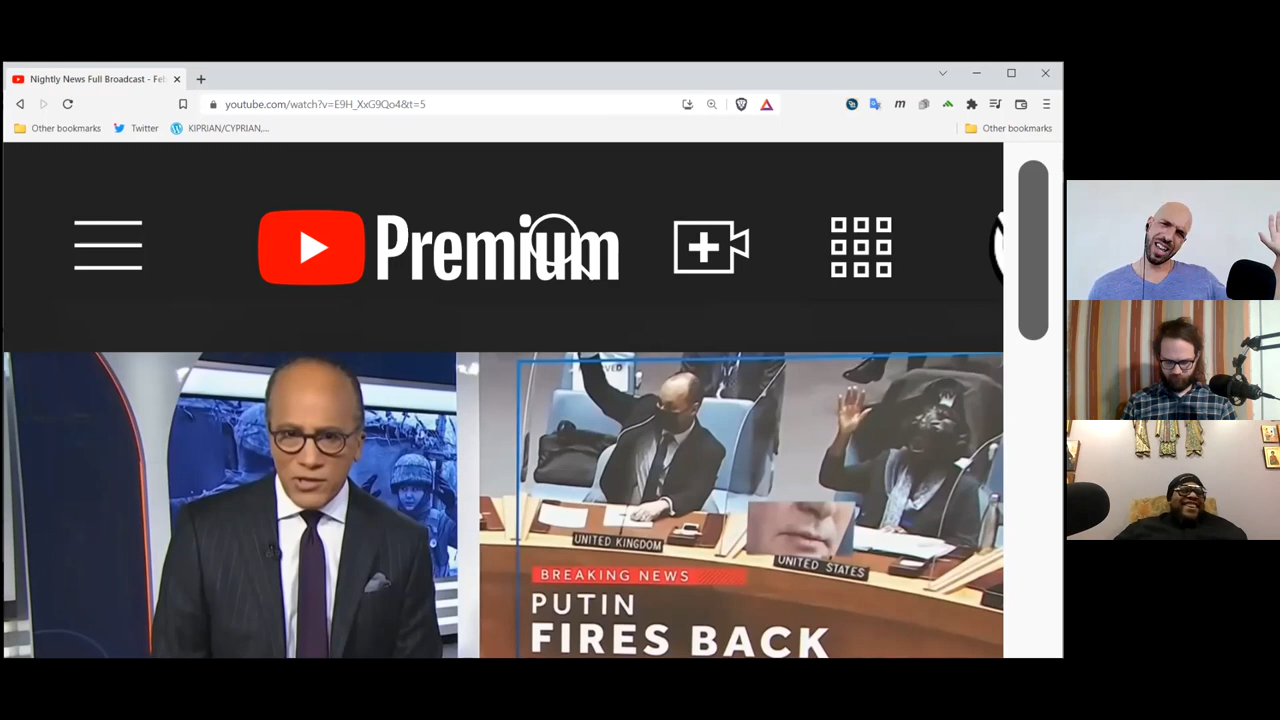 Nightly News Full Broadcast - Feb
youtube.com/watch?v=E9H_XxG9Qo4&t=5
Other bookmarks
Twitter
KIPRIAN/CYPRIAN,...
Other bookmarks
Premium
UNITED KINGDOM
UNITED STATES
BREAKING NEWS
PUTIN
FIRES BACK